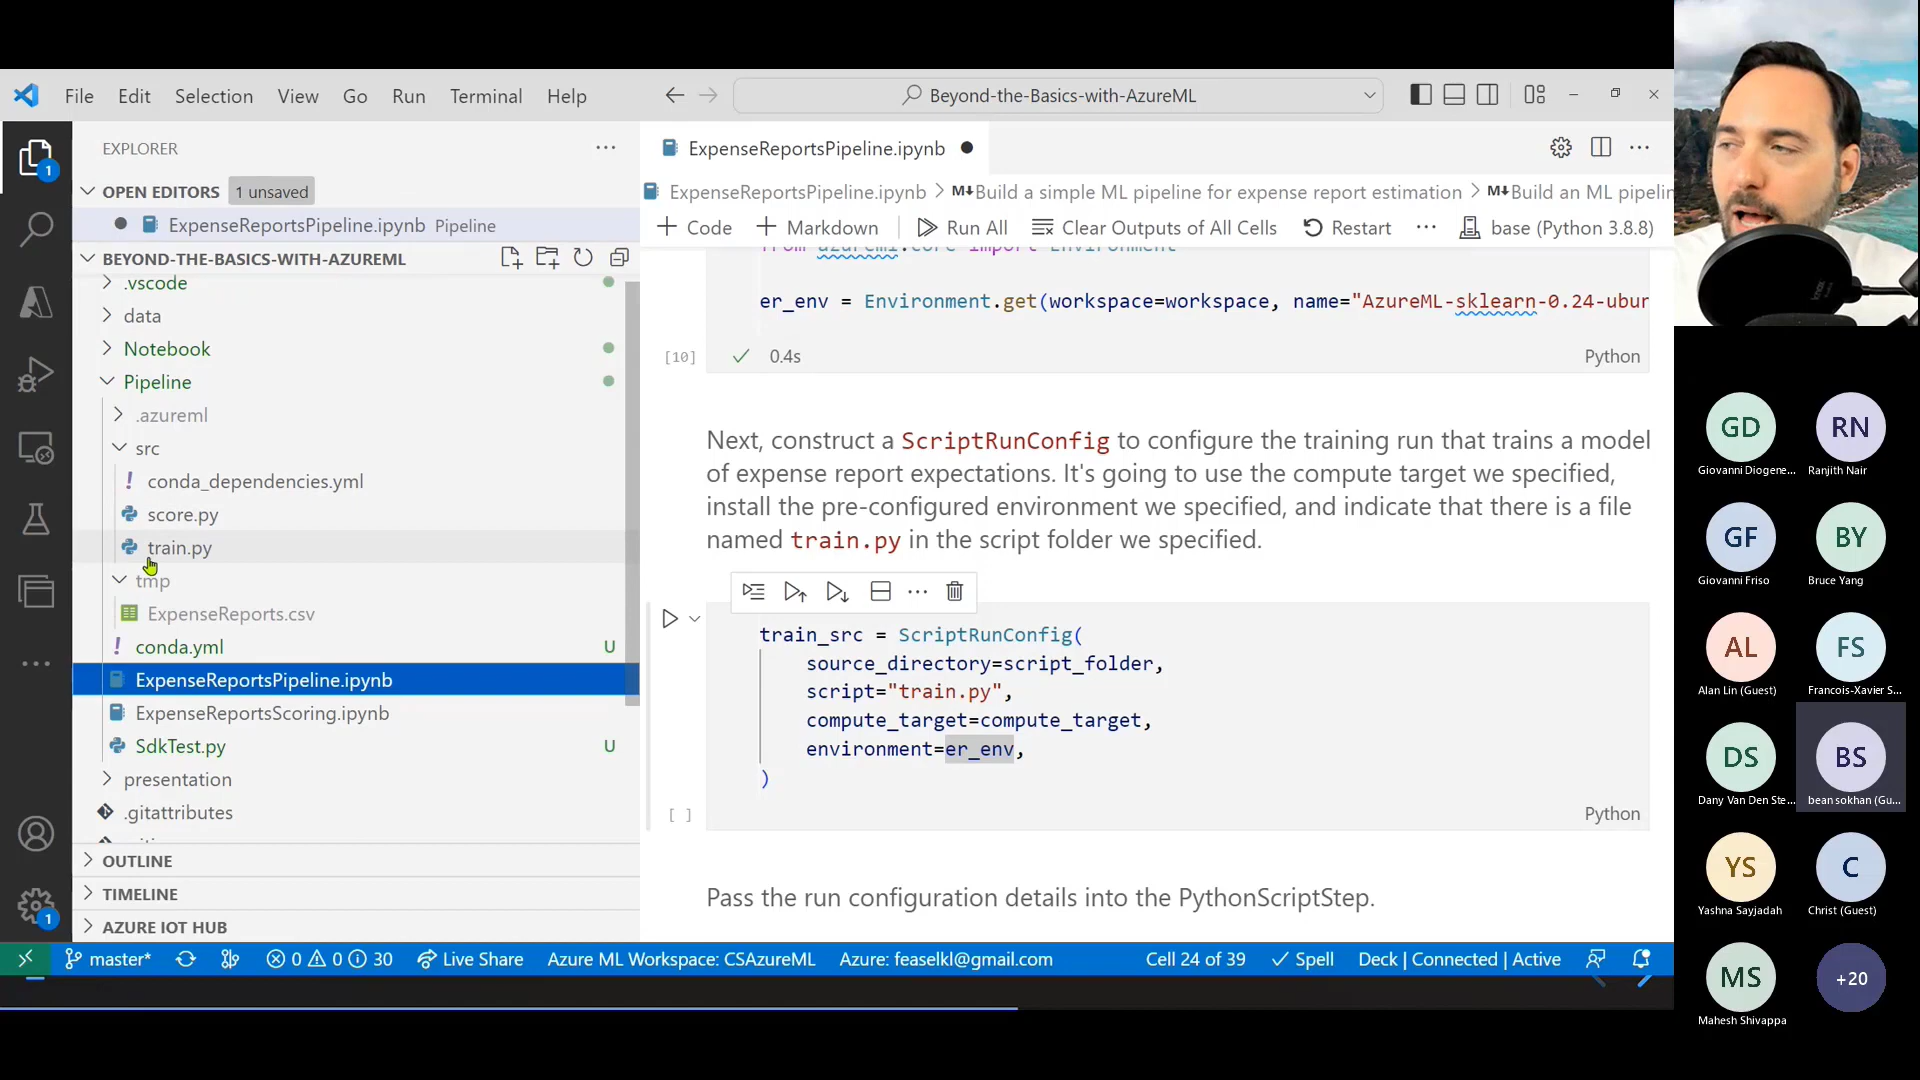 File Edit Selection View Go Run Terminal Help
Beyond-the-Basics-with-AzureML
EXPLORER
OPEN EDITORS 1 unsaved
ExpenseReportsPipeline.ipynb Pipeline
BEYOND-THE-BASICS-WITH-AZUREML
.vscode
data
Notebook
Pipeline
.azureml
src
conda_dependencies.yml
score.py
train.py
tmp
ExpenseReports.csv
conda.yml U
ExpenseReportsPipeline.ipynb
ExpenseReportsScoring.ipynb
SdkTest.py U
presentation
.gitattributes
OUTLINE
TIMELINE
AZURE IOT HUB
1
1
ExpenseReportsPipeline.ipynb
ExpenseReportsPipeline.ipynb > M↓Build a simple ML pipeline for expense report estimation > M↓Build an ML pipelin
+ Code + Markdown Run All Clear Outputs of All Cells Restart ... base (Python 3.8.8)
from azureml.core import Environment
er_env = Environment.get(workspace=workspace, name="AzureML-sklearn-0.24-ubur
[10] ✓ 0.4s Python
Next, construct a ScriptRunConfig to configure the training run that trains a model
of expense report expectations. It's going to use the compute target we specified,
install the pre-configured environment we specified, and indicate that there is a file
named train.py in the script folder we specified.
train_src = ScriptRunConfig(
source_directory=script_folder,
script="train.py",
compute_target=compute_target,
environment=er_env,
)
[ ] Python
Pass the run configuration details into the PythonScriptStep.
master* 0 0 30 Live Share Azure ML Workspace: CSAzureML Azure: feaselkl@gmail.com Cell 24 of 39 ✓ Spell Deck | Connected | Active
GD RN
Giovanni Diogene... Ranjith Nair
GF BY
Giovanni Friso Bruce Yang
AL FS
Alan Lin (Guest) Francois-Xavier S...
DS BS
Dany Van Den Ste... bean sokhan (Gu...
YS C
Yashna Sayjadah Christ (Guest)
MS +20
Mahesh Shivappa